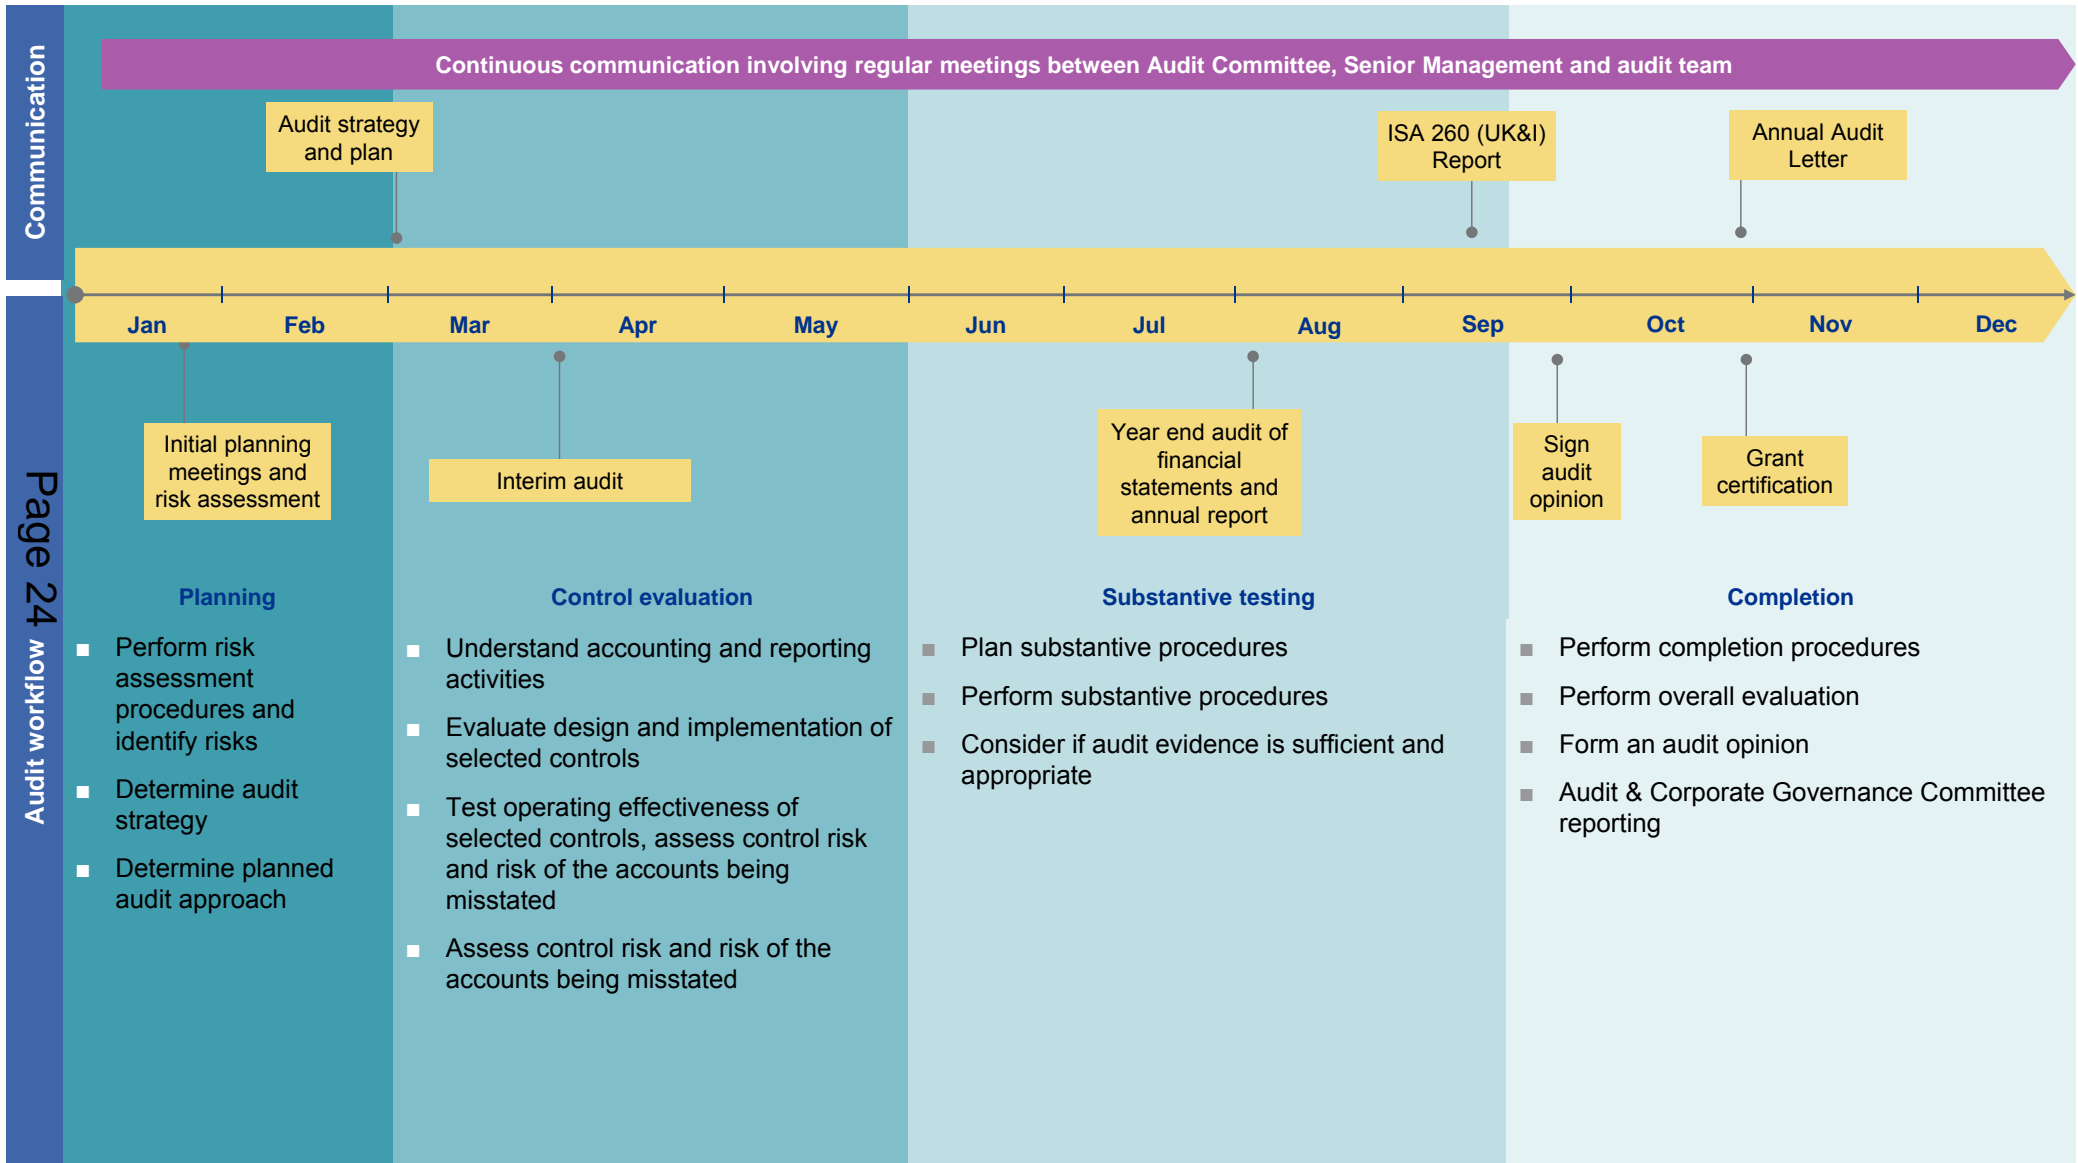 Communication
Continuous communication involving regular meetings between Audit Committee, Senior Management and audit team
Audit strategy
and plan
ISA 260 (UK&I)
Report
Annual Audit
Letter
Jan Feb Mar Apr May Jun Jul Aug Sep Oct Nov Dec
Initial planning
meetings and
risk assessment
Interim audit
Year end audit of
financial
statements and
annual report
Sign
audit
opinion
Grant
certification
Page 24
Audit workflow
Planning
■ Perform risk
assessment
procedures and
identify risks
■ Determine audit
strategy
■ Determine planned
audit approach
Control evaluation
■ Understand accounting and reporting
activities
■ Evaluate design and implementation of
selected controls
■ Test operating effectiveness of
selected controls, assess control risk
and risk of the accounts being
misstated
■ Assess control risk and risk of the
accounts being misstated
Substantive testing
■ Plan substantive procedures
■ Perform substantive procedures
■ Consider if audit evidence is sufficient and
appropriate
Completion
■ Perform completion procedures
■ Perform overall evaluation
■ Form an audit opinion
■ Audit & Corporate Governance Committee
reporting